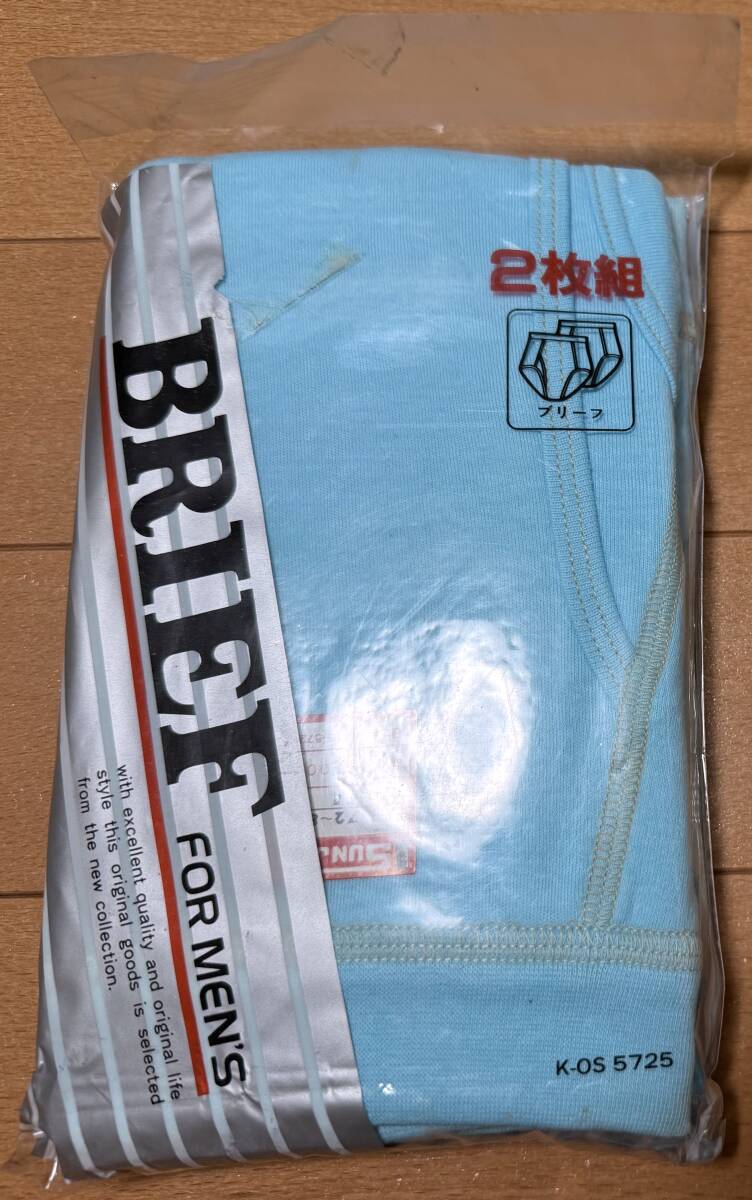 2枚組
ブリーフ
BRIEF
FOR MEN'S
with excellent quality and original life
style this original goods is selected
from the new collection.
K-OS 5725